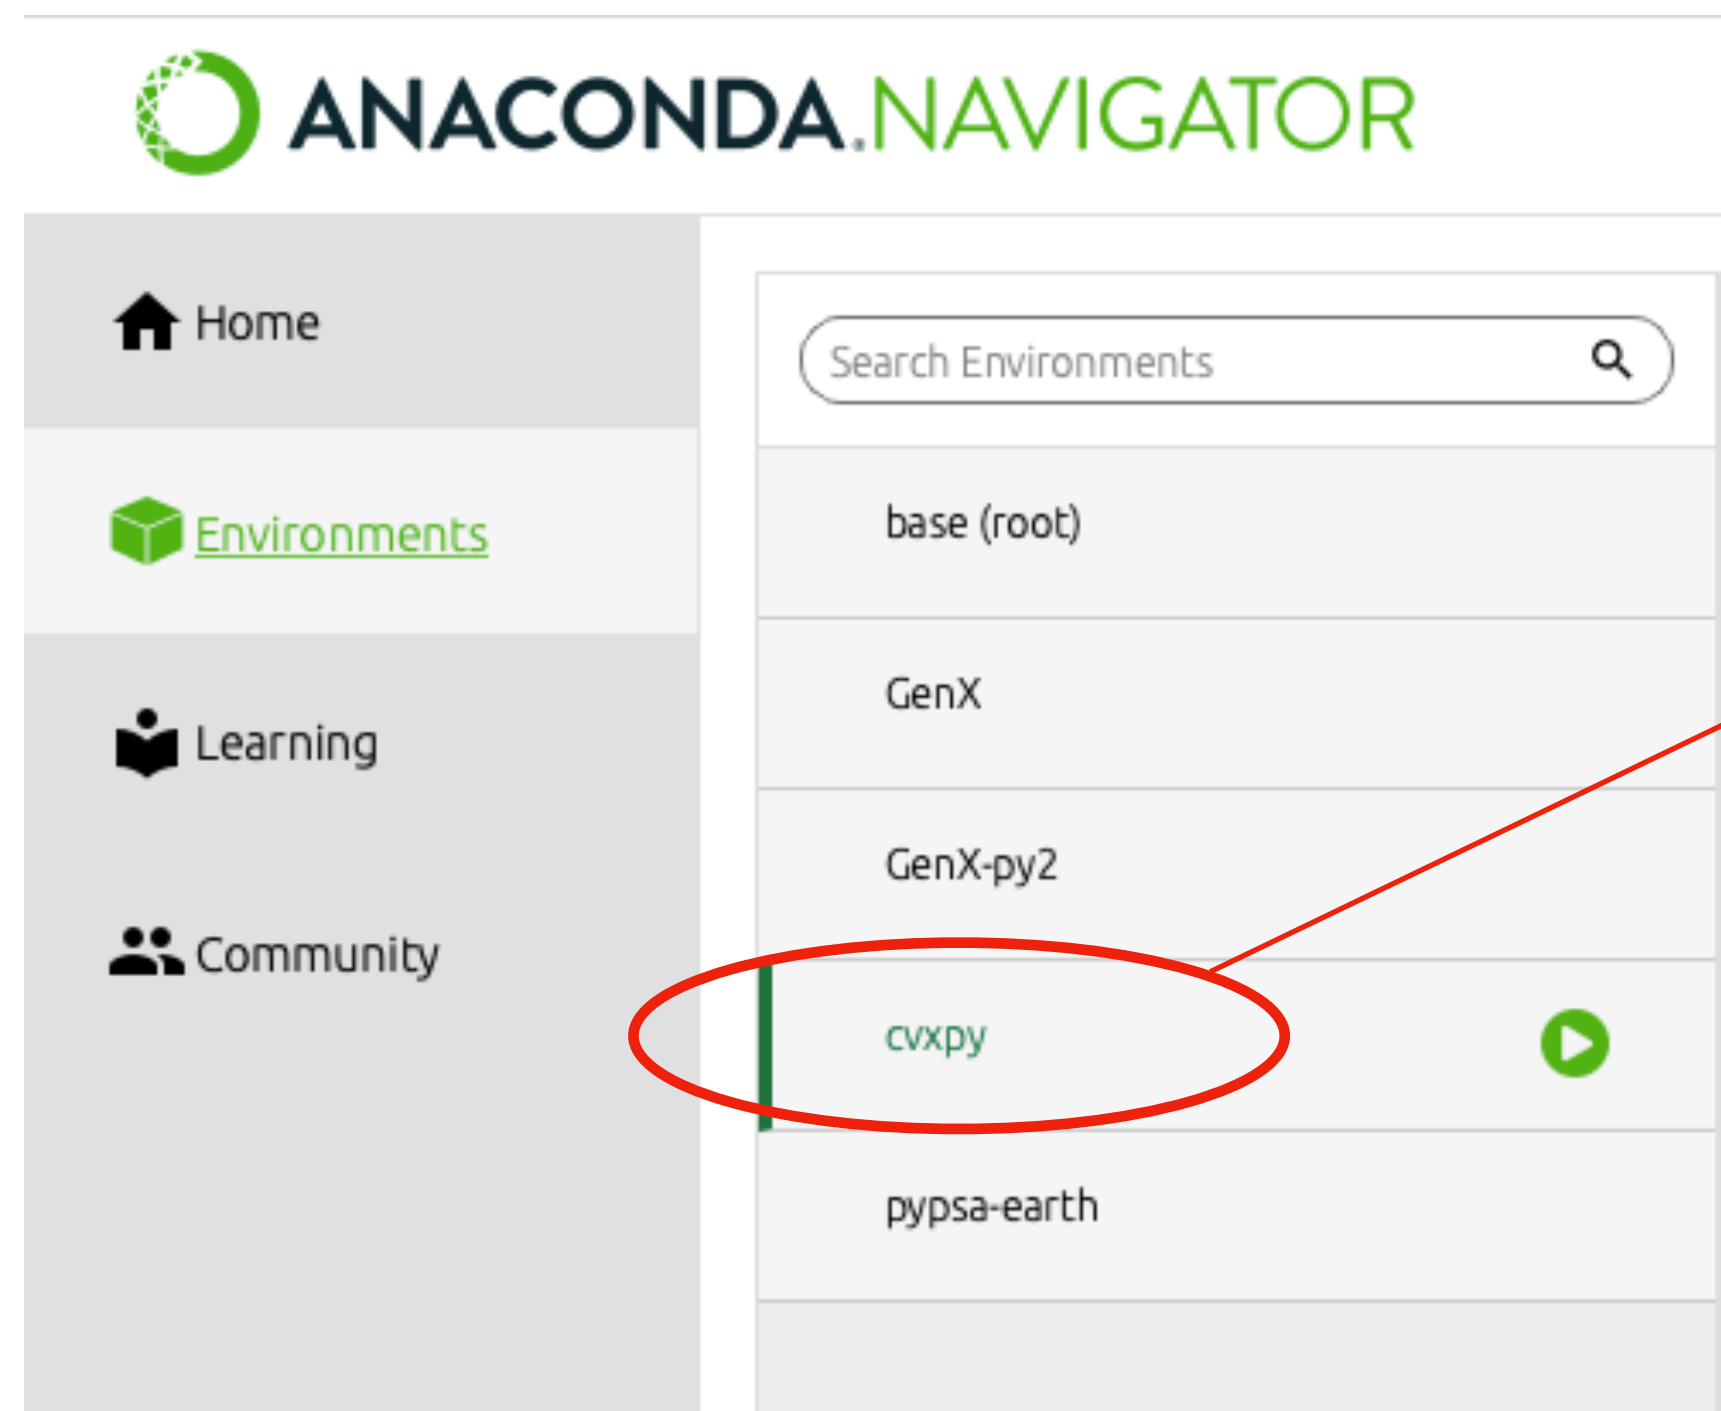 ANACONDA.NAVIGATOR
Home
Environments
Learning
Community
Search Environments
base (root)
GenX
GenX-py2
cvxpy
pypsa-earth